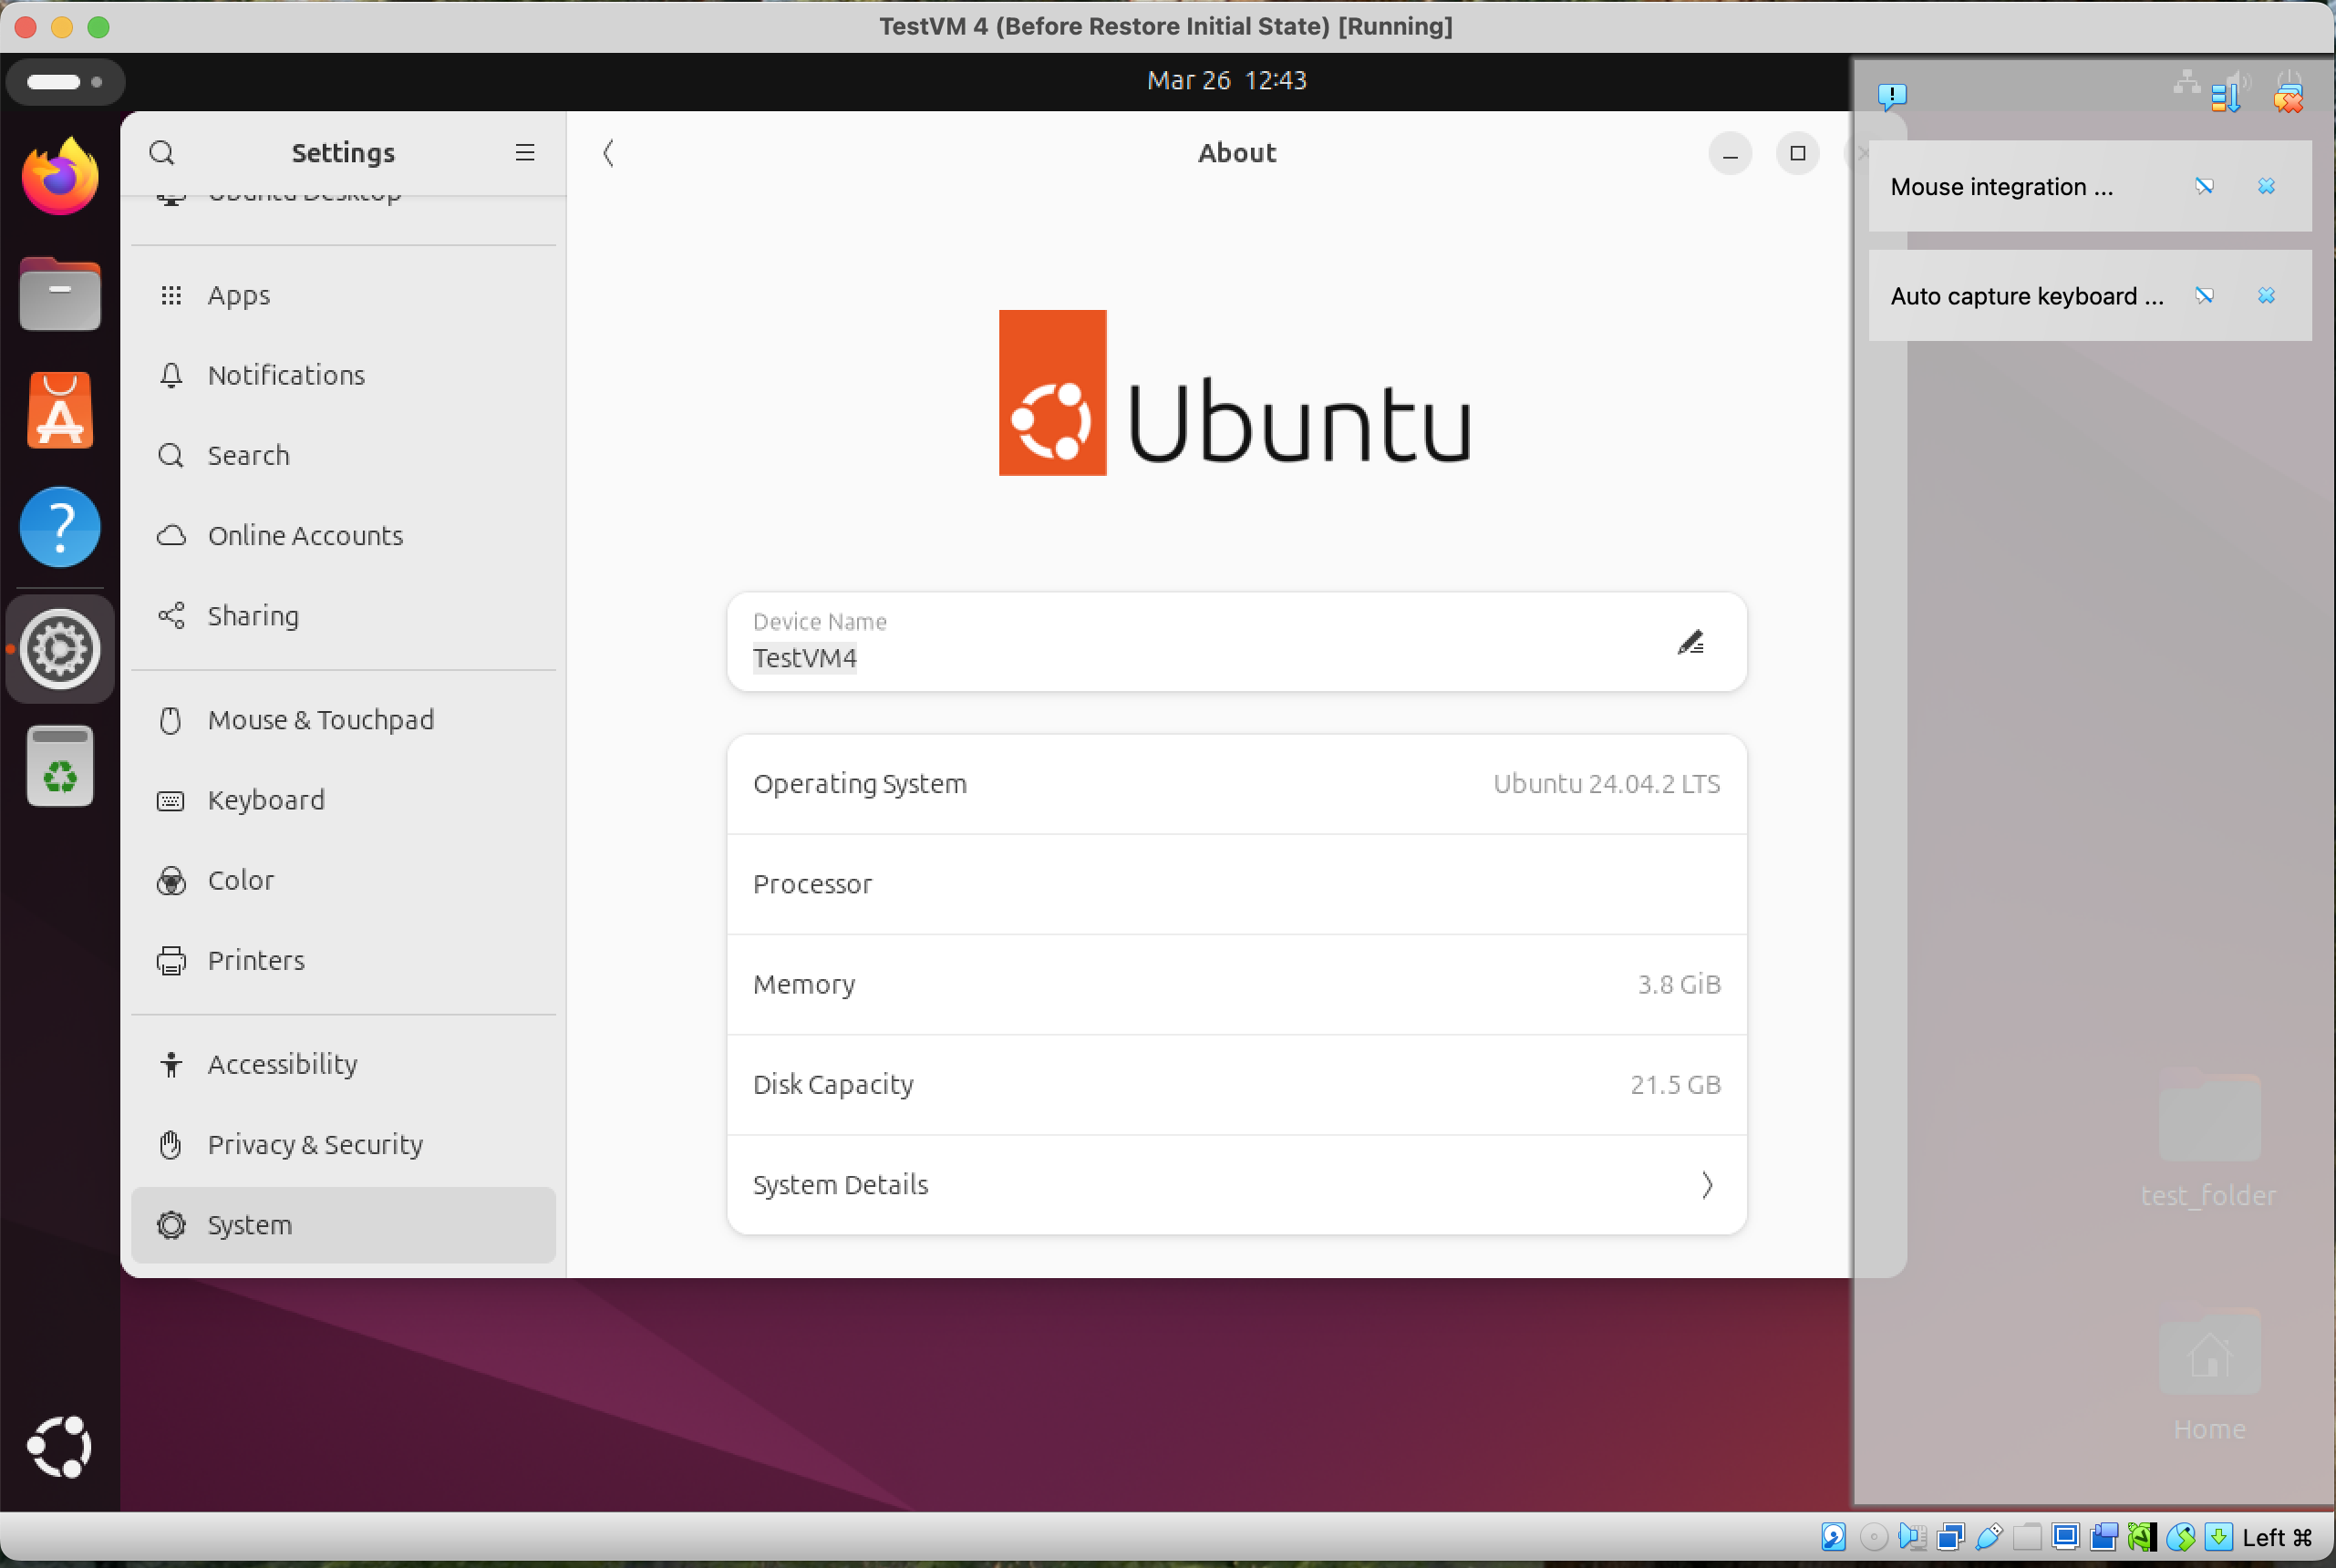 TestVM 4 (Before Restore Initial State) [Running]
Mar 26 12:43
Settings
About
Ubuntu Desktop
Apps
Notifications
Search
Online Accounts
Sharing
Mouse & Touchpad
Keyboard
Color
Printers
Accessibility
Privacy & Security
System
Ubuntu
Device Name
TestVM4
Operating System Ubuntu 24.04.2 LTS
Processor
Memory 3.8 GiB
Disk Capacity 21.5 GB
System Details
Mouse integration ...
Auto capture keyboard ...
test_folder
Home
Left ⌘